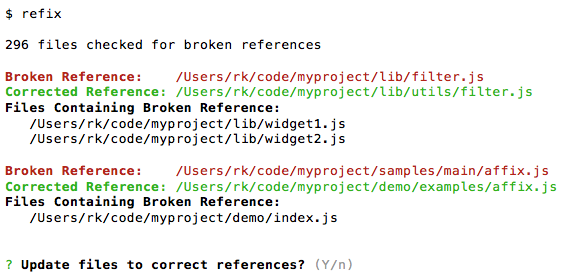 $ refix
296 files checked for broken references
Broken Reference: /Users/rk/code/myproject/lib/filter.js
Corrected Reference: /Users/rk/code/myproject/lib/utils/filter.js
Files Containing Broken Reference:
/Users/rk/code/myproject/lib/widget1.js
/Users/rk/code/myproject/lib/widget2.js
Broken Reference: /Users/rk/code/myproject/samples/main/affix.js
Corrected Reference: /Users/rk/code/myproject/demo/examples/affix.js
Files Containing Broken Reference:
/Users/rk/code/myproject/demo/index.js
? Update files to correct references? (Y/n)